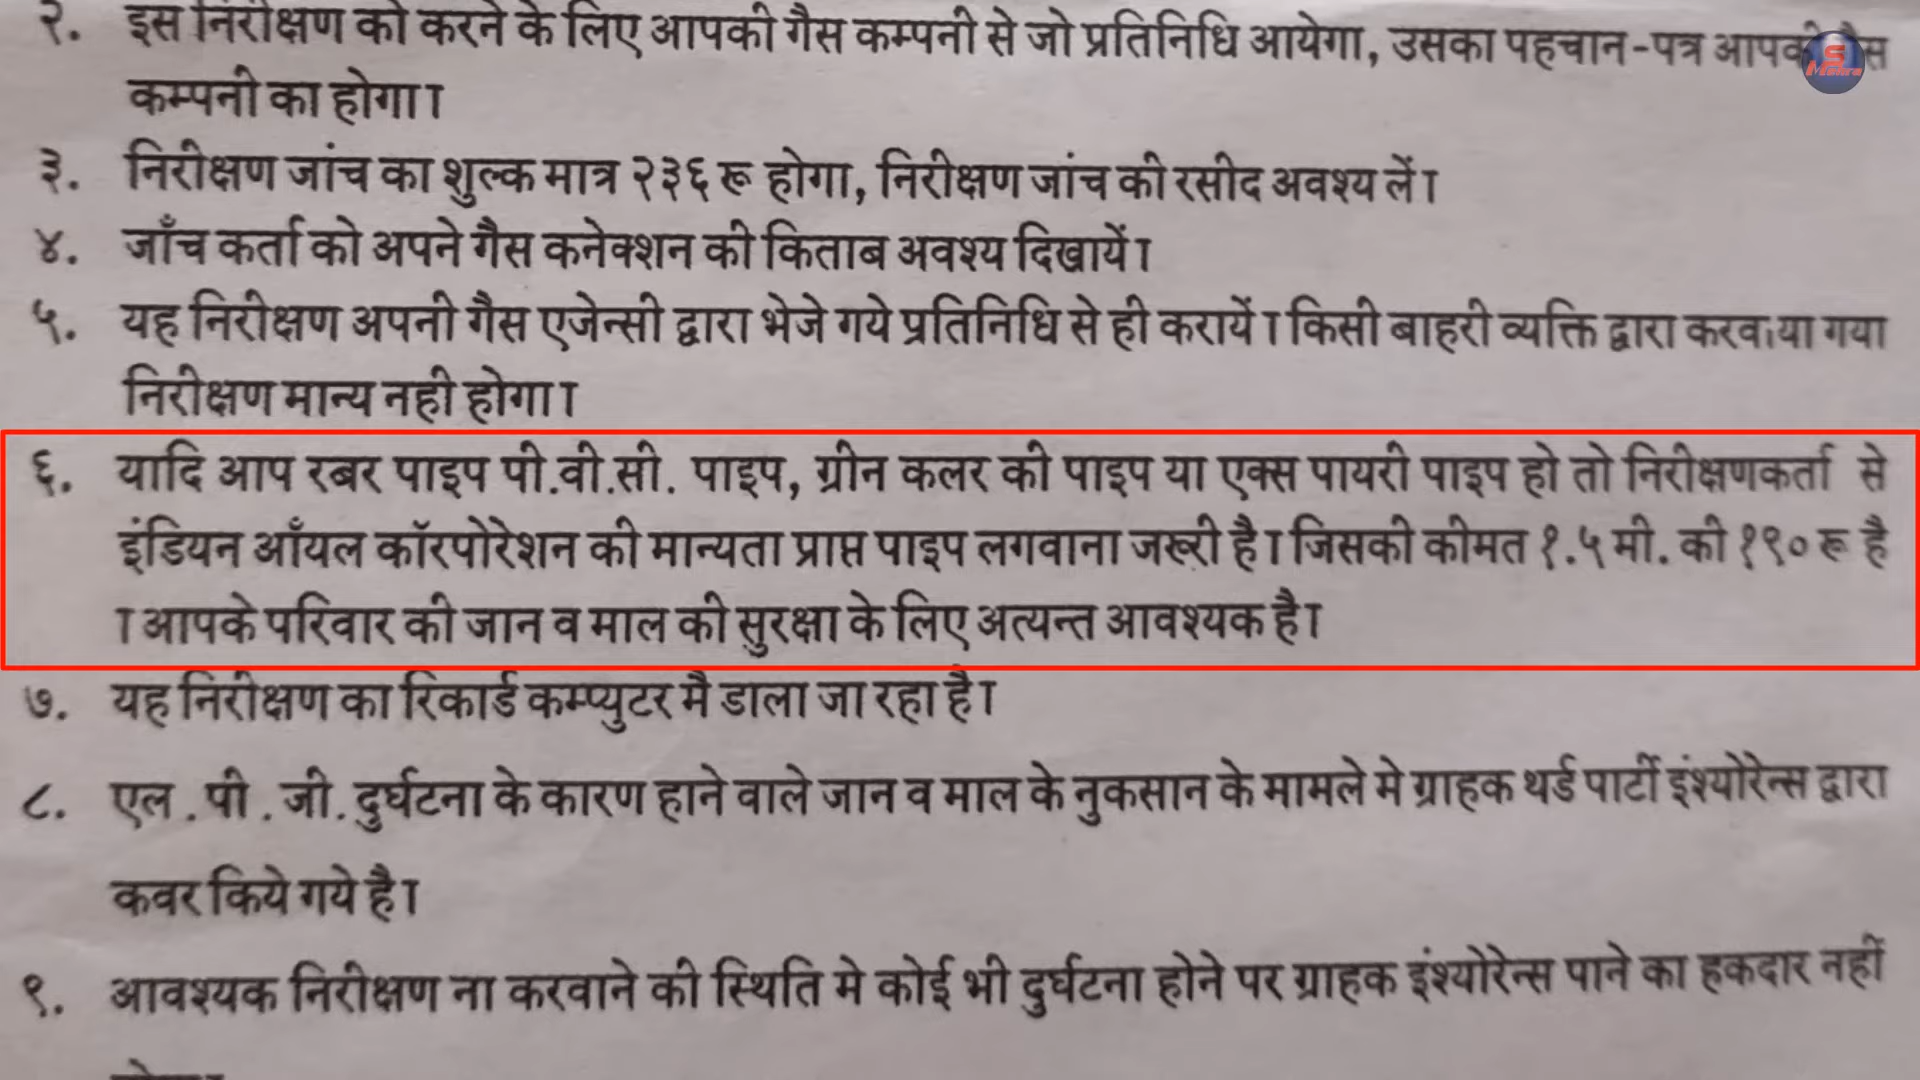 २. इस निरीक्षण को करने के लिए आपकी गैस कम्पनी से जो प्रतिनिधि आयेगा, उसका पहचान-पत्र आपकी गैस
कम्पनी का होगा।
३. निरीक्षण जांच का शुल्क मात्र २३६ रू होगा, निरीक्षण जांच की रसीद अवश्य लें।
४. जाँच कर्ता को अपने गैस कनेक्शन की किताब अवश्य दिखायें।
५. यह निरीक्षण अपनी गैस एजेन्सी द्वारा भेजे गये प्रतिनिधि से ही करायें। किसी बाहरी व्यक्ति द्वारा करवाया गया
निरीक्षण मान्य नही होगा।
६. यादि आप रबर पाइप पी.वी.सी. पाइप, ग्रीन कलर की पाइप या एक्स पायरी पाइप हो तो निरीक्षणकर्ता से
इंडियन आँयल कॉरपोरेशन की मान्यता प्राप्त पाइप लगवाना जरूरी है। जिसकी कीमत १.५ मी. की १९० रू है
। आपके परिवार की जान व माल की सुरक्षा के लिए अत्यन्त आवश्यक है।
७. यह निरीक्षण का रिकार्ड कम्प्युटर मै डाला जा रहा है।
८. एल.पी.जी. दुर्घटना के कारण हाने वाले जान व माल के नुकसान के मामले मे ग्राहक थर्ड पार्टी इंश्योरेन्स द्वारा
कवर किये गये है।
९. आवश्यक निरीक्षण ना करवाने की स्थिति मे कोई भी दुर्घटना होने पर ग्राहक इंश्योरेन्स पाने का हकदार नहीं